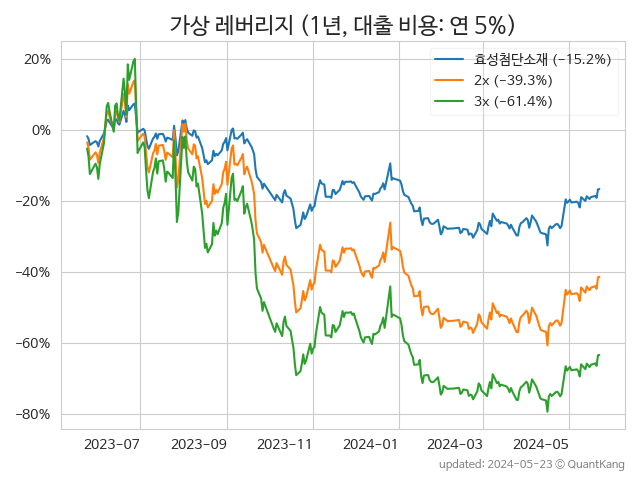 가상 레버리지 (1년, 대출 비용: 연 5%)
효성첨단소재 (−15.2%)
2x (−39.3%)
3x (−61.4%)
20%
0%
−20%
−40%
−60%
−80%
2023-07
2023-09
2023-11
2024-01
2024-03
2024-05
updated: 2024-05-23 © QuantKang